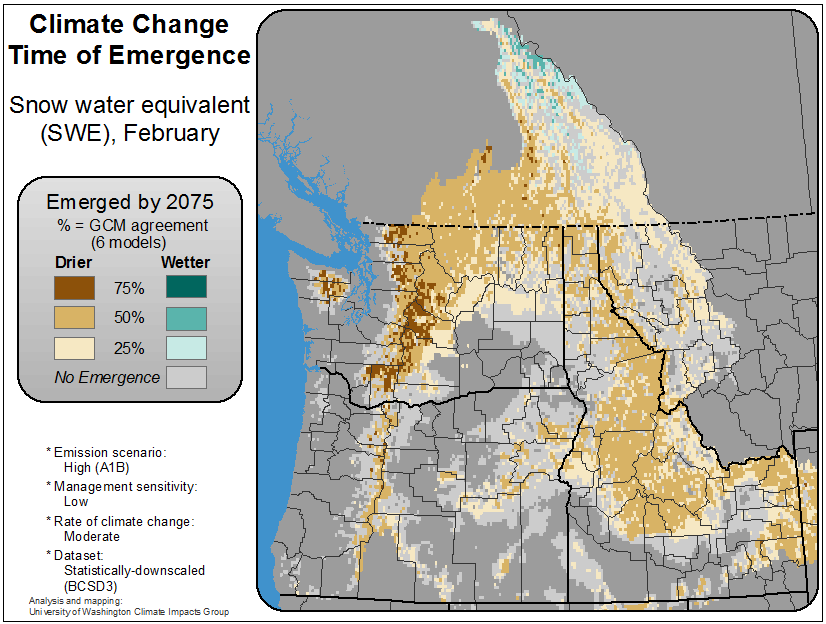 Climate Change
Time of Emergence
Snow water equivalent
(SWE), February
Emerged by 2075
% = GCM agreement
(6 models)
Drier Wetter
75%
50%
25%
No Emergence
* Emission scenario:
High (A1B)
* Management sensitivity:
Low
* Rate of climate change:
Moderate
* Dataset:
Statistically-downscaled
(BCSD3)
Analysis and mapping:
University of Washington Climate Impacts Group